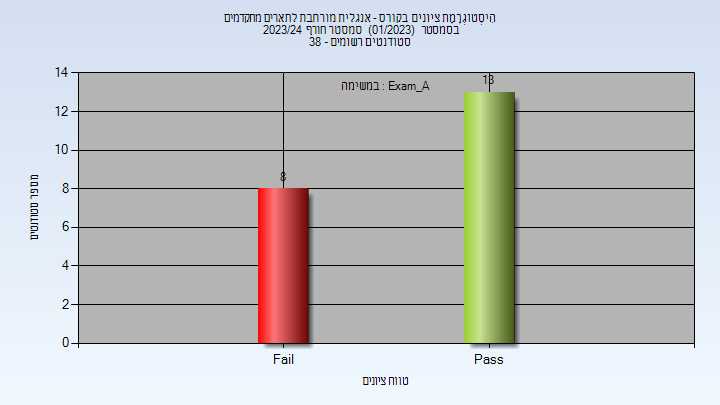 היסטוגרמת ציונים בקורס - אנגלית מורחבת לתארים מתקדמים
בסמסטר (01/2023) סמסטר חורף 2023/24
סטודנטים רשומים - 38
במשימה : Exam_A
מספר סטודנטים
14
12
10
8
6
4
2
0
8
13
Fail
Pass
טווח ציונים